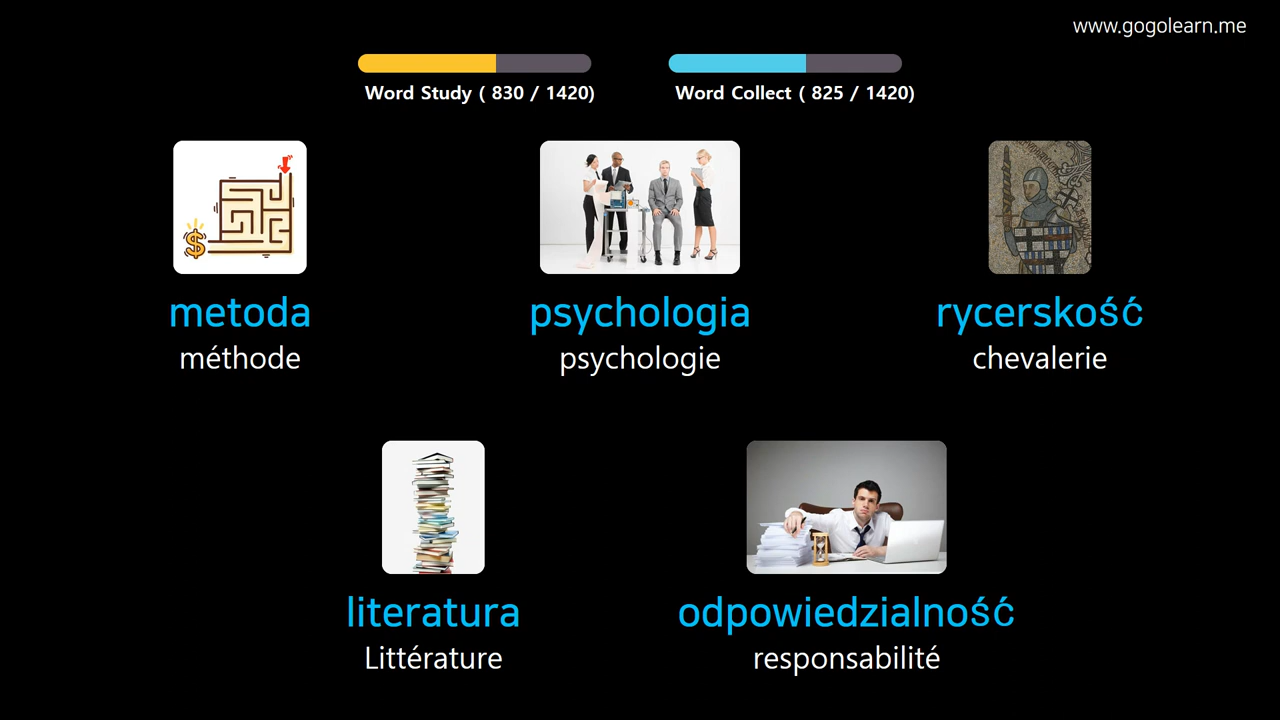 www.gogolearn.me
Word Study ( 830 / 1420)
Word Collect ( 825 / 1420)
metoda
méthode
psychologia
psychologie
rycerskość
chevalerie
literatura
Littérature
odpowiedzialność
responsabilité